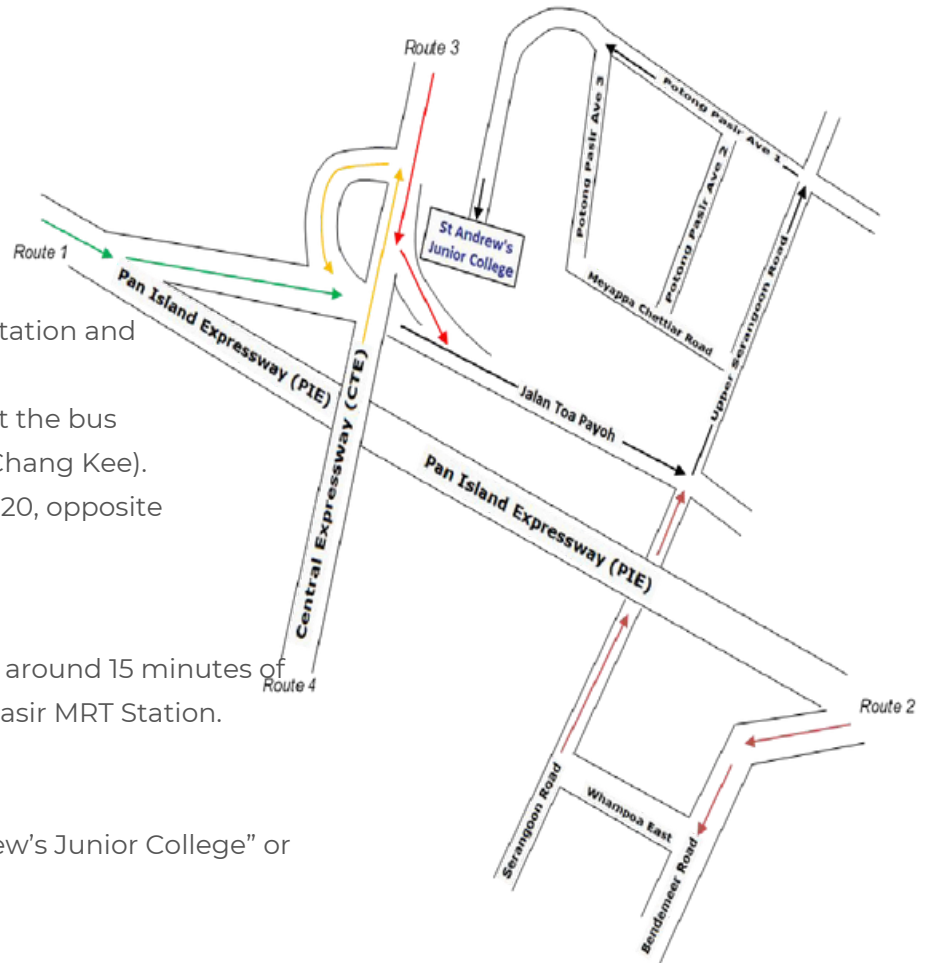 Route 3
Potong Pasir Ave 1
Potong Pasir Ave 3
Potong Pasir Ave 2
St Andrew's
Junior College
Route 1
Pan Island Expressway (PIE)
Meyappa Chettiar Road
Upper Serangoon Road
tation and
Central Expressway (CTE)
Jalan Toa Payoh
t the bus
Chang Kee).
20, opposite
Pan Island Expressway (PIE)
around 15 minutes of
Route 4
asir MRT Station.
Route 2
Serangoon Road
Whampoa East
Bendemeer Road
ew’s Junior College” or